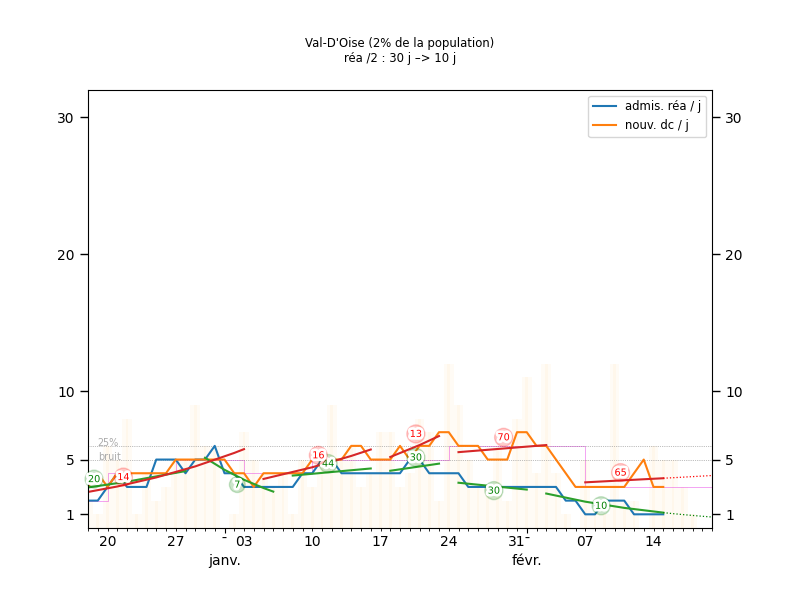 Val-D'Oise (2% de la population)
réa /2 : 30 j –> 10 j
admis. réa / j
nouv. dc / j
30 30
20 20
10 10
5 5
1 1
25%
bruit
20 14 7 16 44 13 30 70 30 10 65
20 27 - 03 10 17 24 31- 07 14
janv. févr.